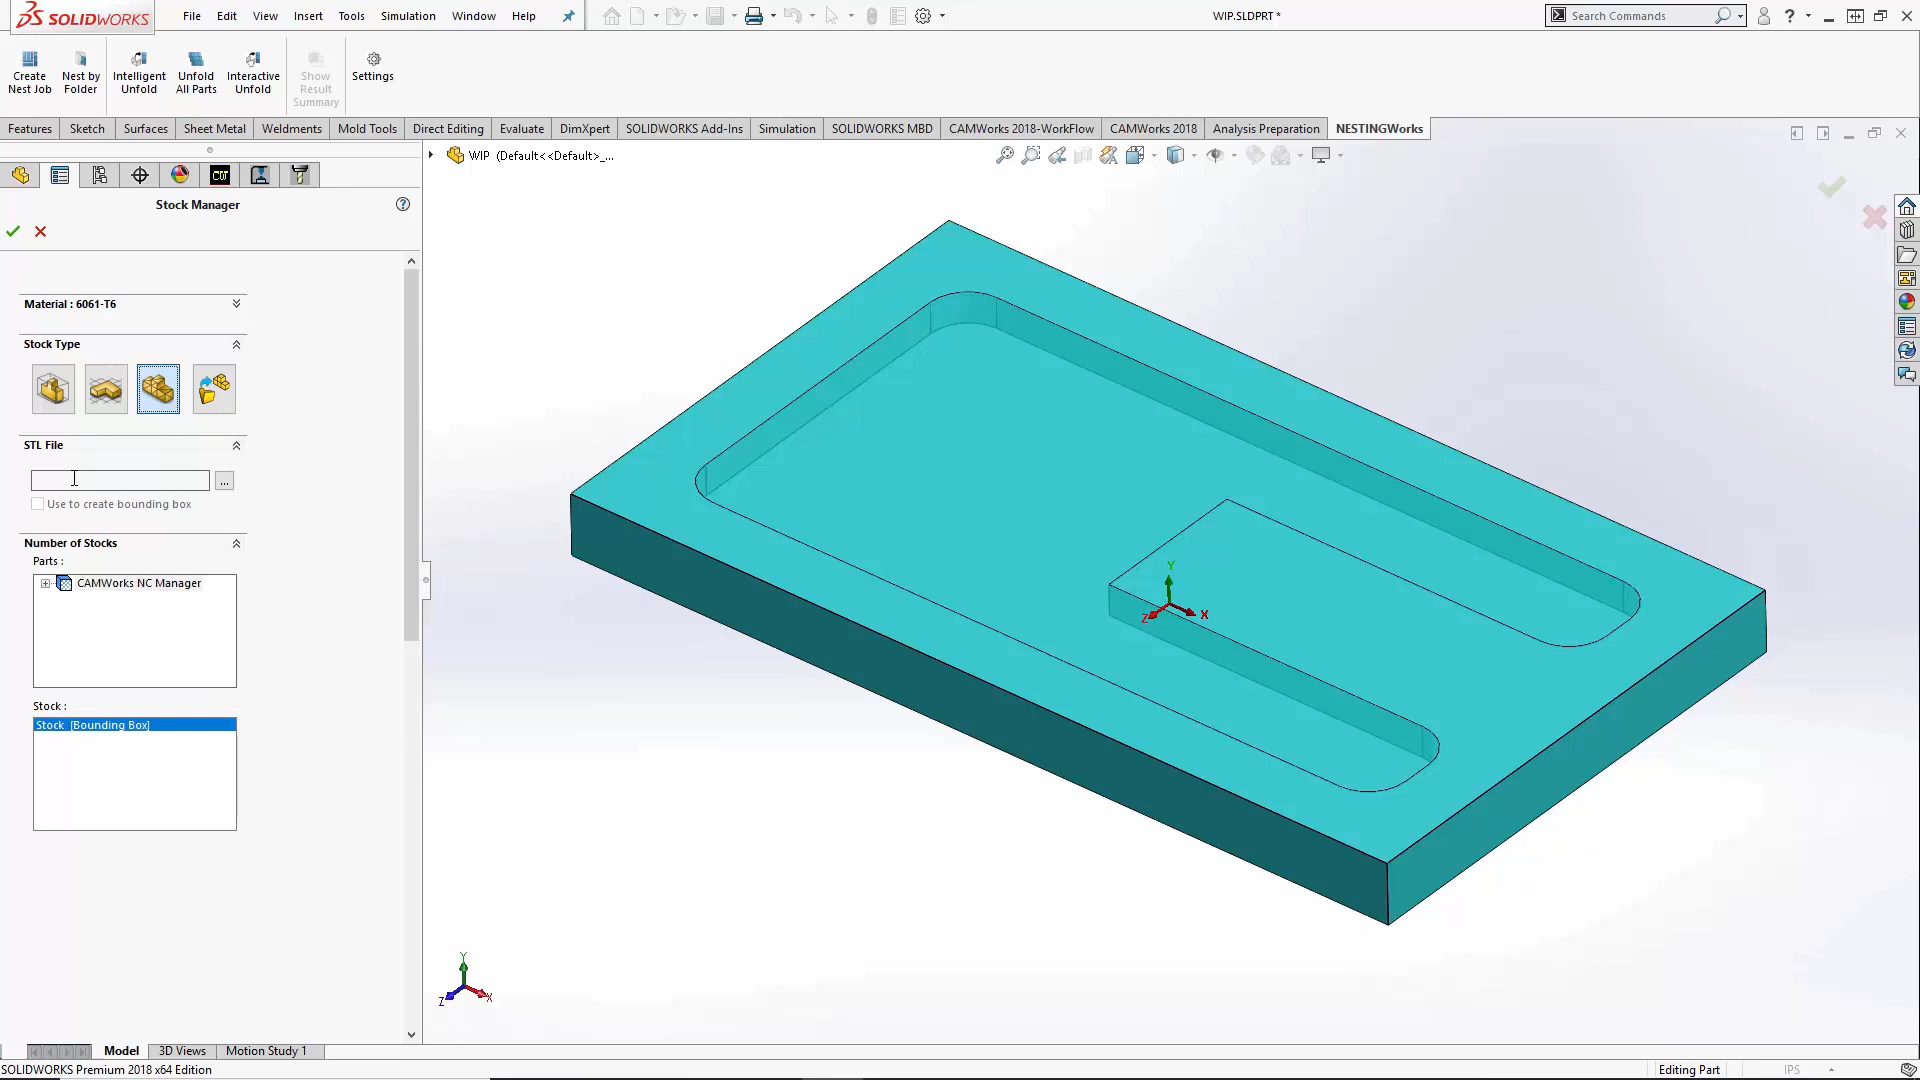 SOLIDWORKS
File Edit View Insert Tools Simulation Window Help
WIP.SLDPRT *
Search Commands
?
Create Nest Job
Nest by Folder
Intelligent Unfold
Unfold All Parts
Interactive Unfold
Show Result Summary
Settings
Features Sketch Surfaces Sheet Metal Weldments Mold Tools Direct Editing Evaluate DimXpert SOLIDWORKS Add-Ins Simulation SOLIDWORKS MBD CAMWorks 2018-WorkFlow CAMWorks 2018 Analysis Preparation NESTINGWorks
WIP (Default<<Default>_...
CW
Stock Manager
?
Material : 6061-T6
Stock Type
STL File
...
Use to create bounding box
Number of Stocks
Parts :
CAMWorks NC Manager
Stock :
Stock [Bounding Box]
Y
X
Z
Y
Z
X
Model 3D Views Motion Study 1
SOLIDWORKS Premium 2018 x64 Edition
Editing Part
IPS